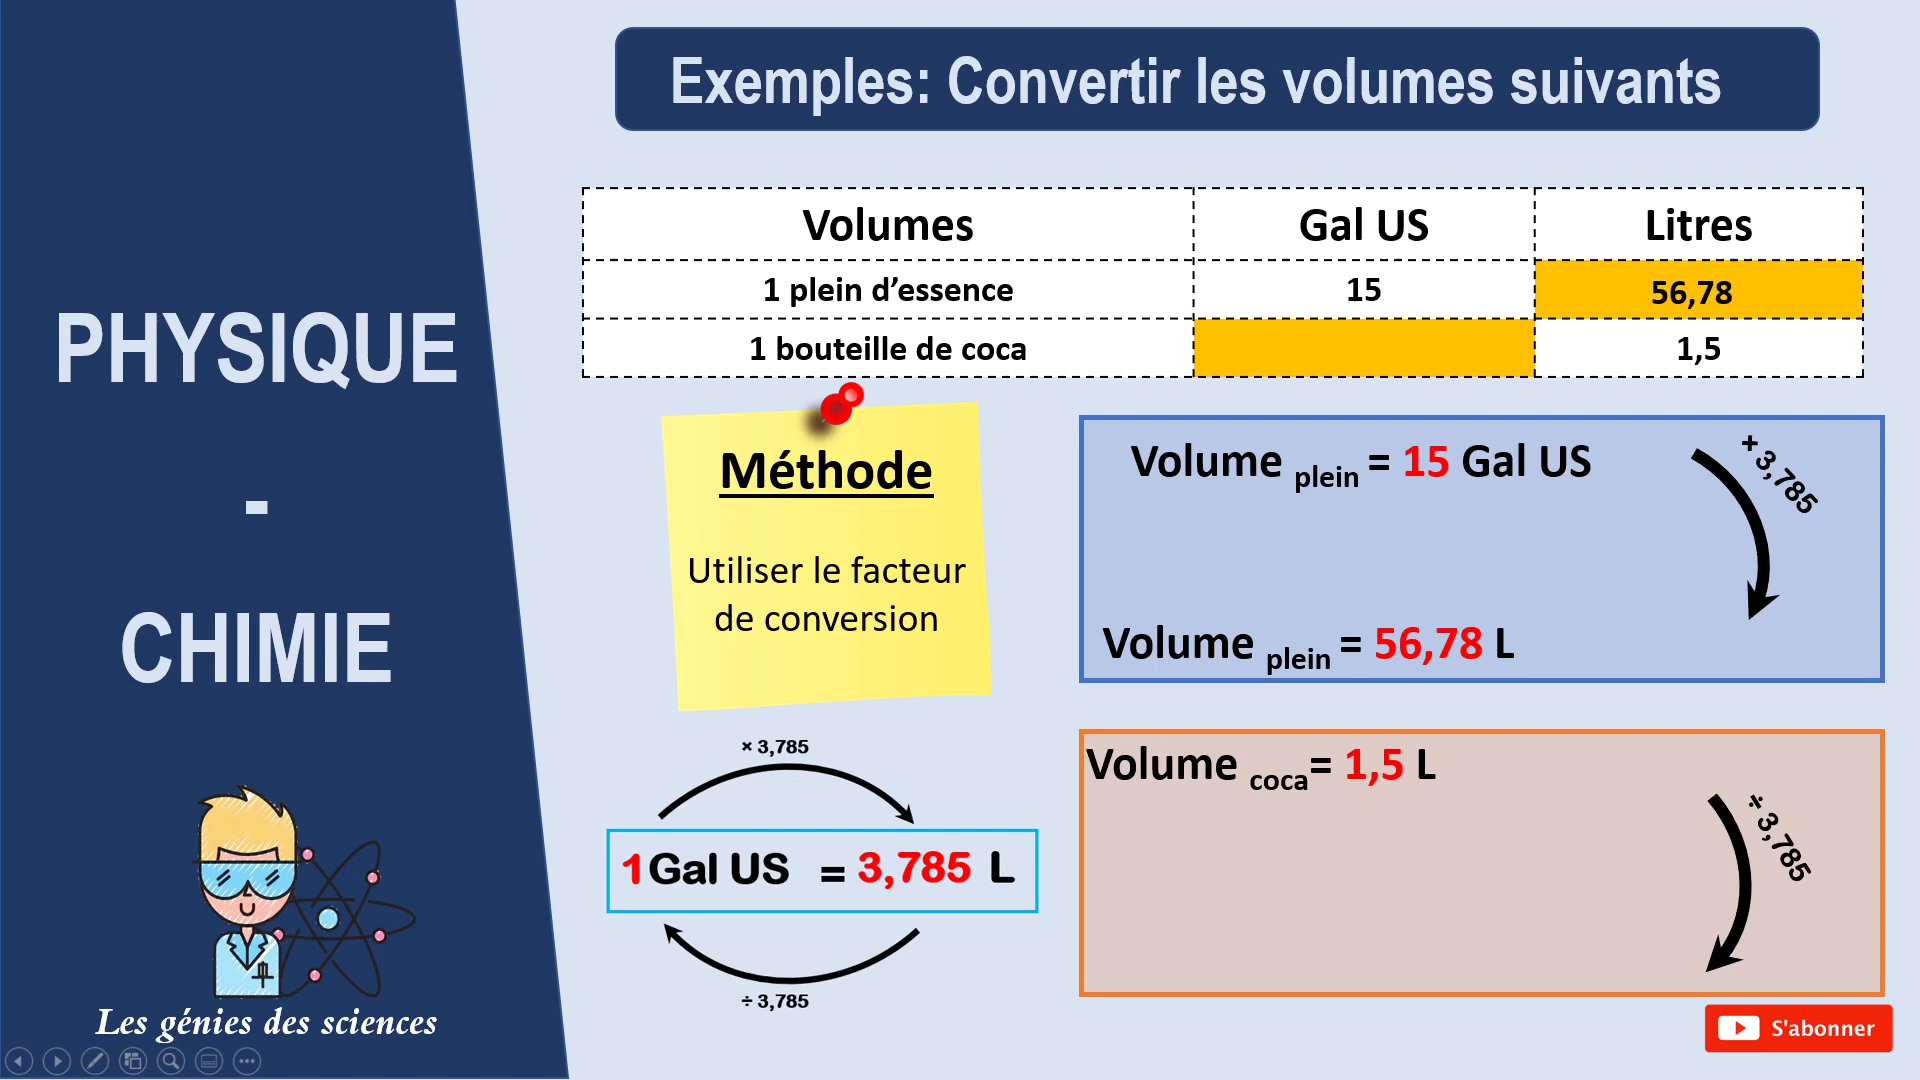 Exemples: Convertir les volumes suivants
Volumes Gal US Litres
1 plein d’essence 15 56,78
1 bouteille de coca 1,5
PHYSIQUE
-
CHIMIE
Les génies des sciences
Méthode
Utiliser le facteur
de conversion
× 3,785
1Gal US = 3,785 L
÷ 3,785
Volume plein = 15 Gal US
+ 3,785
Volume plein = 56,78 L
Volume coca= 1,5 L
÷ 3,785
S'abonner